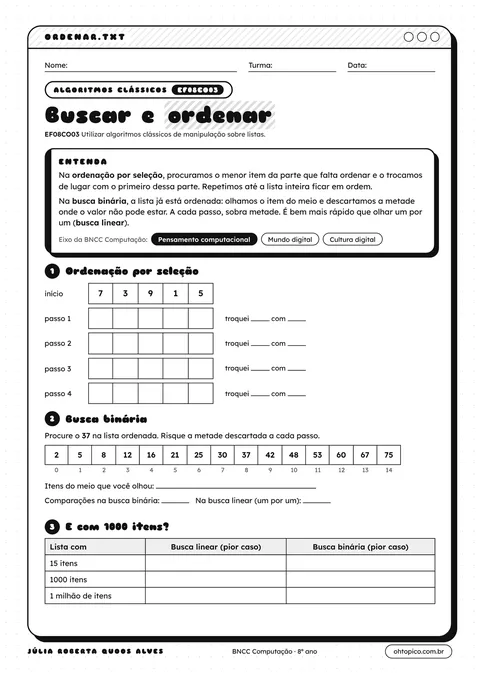 ORDENAR.TXT
Nome:
Turma:
Data:
ALGORITMOS CLÁSSICOS EF08CO03
Buscar e ordenar
EF08CO03 Utilizar algoritmos clássicos de manipulação sobre listas.
ENTENDA
Na ordenação por seleção, procuramos o menor item da parte que falta ordenar e o trocamos
de lugar com o primeiro dessa parte. Repetimos até a lista inteira ficar em ordem.
Na busca binária, a lista já está ordenada: olhamos o item do meio e descartamos a metade
onde o valor não pode estar. A cada passo, sobra metade. É bem mais rápido que olhar um por
um (busca linear).
Eixo da BNCC Computação: Pensamento computacional Mundo digital Cultura digital
1 Ordenação por seleção
início 7 3 9 1 5
passo 1 troquei ____ com ____
passo 2 troquei ____ com ____
passo 3 troquei ____ com ____
passo 4 troquei ____ com ____
2 Busca binária
Procure o 37 na lista ordenada. Risque a metade descartada a cada passo.
2 5 8 12 16 21 25 30 37 42 48 53 60 67 75
0 1 2 3 4 5 6 7 8 9 10 11 12 13 14
Itens do meio que você olhou:
Comparações na busca binária: ____ Na busca linear (um por um): ____
3 E com 1000 itens?
Lista com Busca linear (pior caso) Busca binária (pior caso)
15 itens
1000 itens
1 milhão de itens
JÚLIA ROBERTA QUOOS ALVES
BNCC Computação · 8º ano
ohtopico.com.br